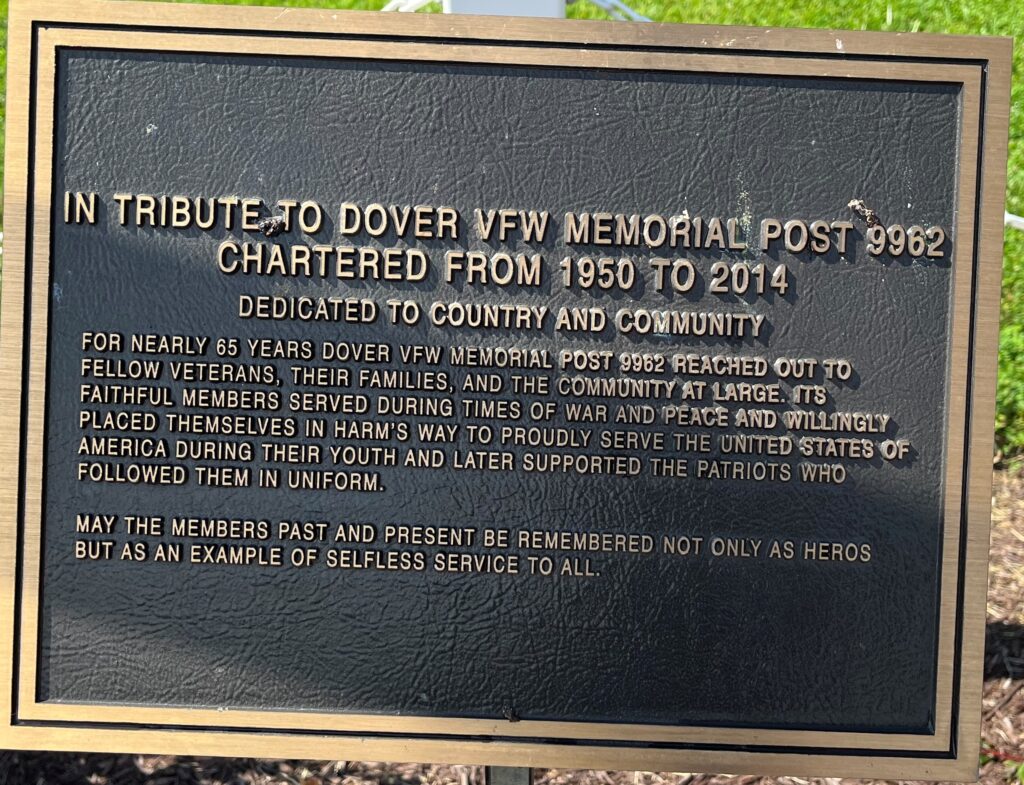 IN TRIBUTE TO DOVER VFW MEMORIAL POST 9962
CHARTERED FROM 1950 TO 2014
DEDICATED TO COUNTRY AND COMMUNITY
FOR NEARLY 65 YEARS DOVER VFW MEMORIAL POST 9962 REACHED OUT TO
FELLOW VETERANS, THEIR FAMILIES, AND THE COMMUNITY AT LARGE. ITS
FAITHFUL MEMBERS SERVED DURING TIMES OF WAR AND PEACE AND WILLINGLY
PLACED THEMSELVES IN HARM'S WAY TO PROUDLY SERVE THE UNITED STATES OF
AMERICA DURING THEIR YOUTH AND LATER SUPPORTED THE PATRIOTS WHO
FOLLOWED THEM IN UNIFORM.
MAY THE MEMBERS PAST AND PRESENT BE REMEMBERED NOT ONLY AS HEROS
BUT AS AN EXAMPLE OF SELFLESS SERVICE TO ALL.